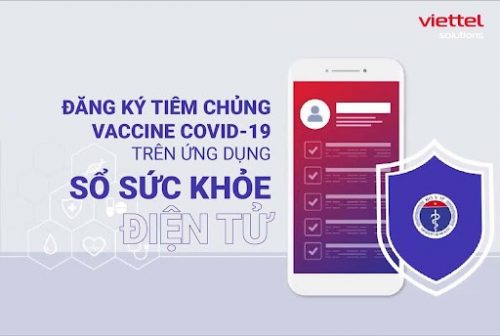 viettel
solutions
ĐĂNG KÝ TIÊM CHỦNG
VACCINE COVID-19
TRÊN ỨNG DỤNG
SỔ SỨC KHỎE
ĐIỆN TỬ